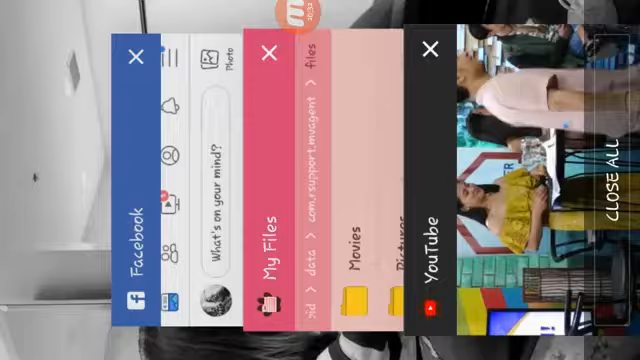 Facebook
What's on your mind?
Photo
My Files
data > com.rsupport.mvagent > files
Movies
Pictures
YouTube
CLOSE ALL